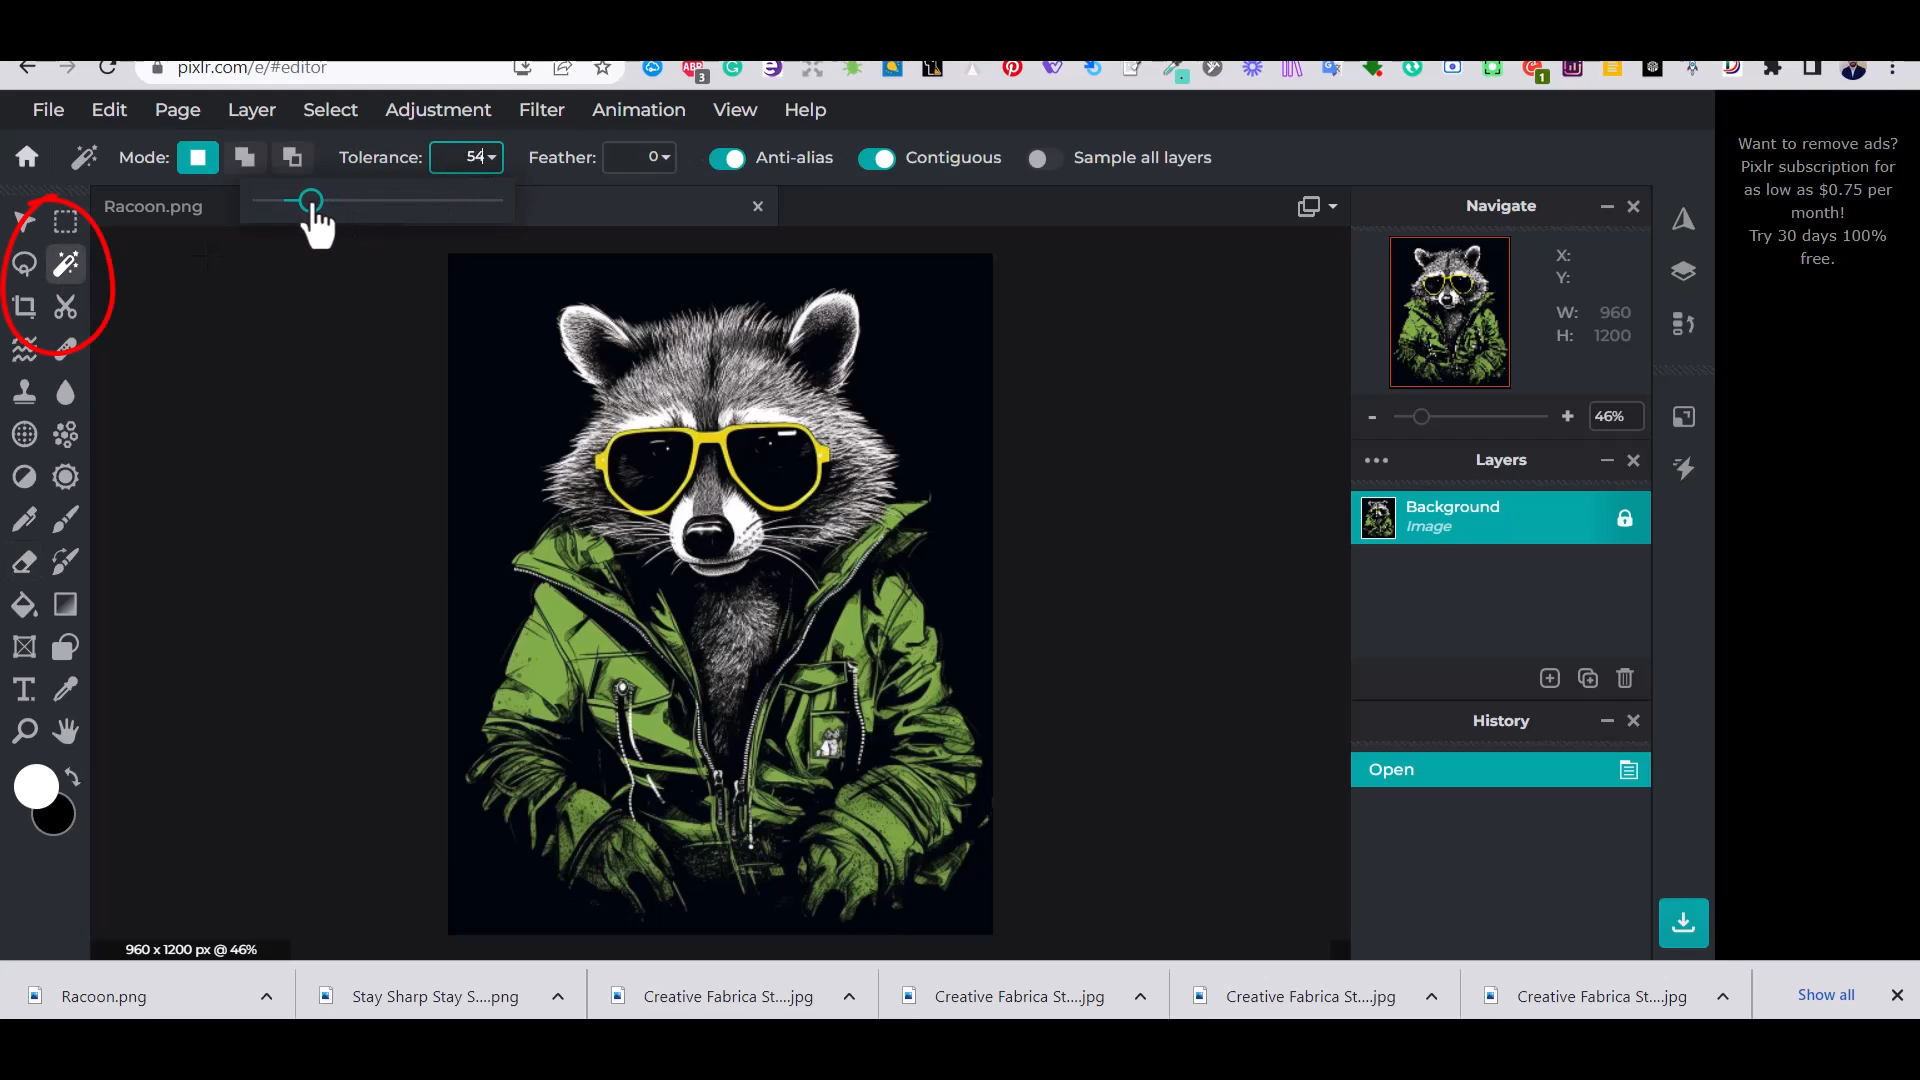 pixlr.com/e/#editor
ABP
3
1
File Edit Page Layer Select Adjustment Filter Animation View Help
Mode: Tolerance: 54 Feather: 0 Anti-alias Contiguous Sample all layers
Racoon.png
Navigate
X:
Y:
W: 960
H: 1200
46%
Layers
Background
Image
History
Open
Want to remove ads?
Pixlr subscription for
as low as $0.75 per
month!
Try 30 days 100%
free.
960 x 1200 px @ 46%
Racoon.png
Stay Sharp Stay S....png
Creative Fabrica St....jpg
Creative Fabrica St....jpg
Creative Fabrica St....jpg
Creative Fabrica St....jpg
Show all